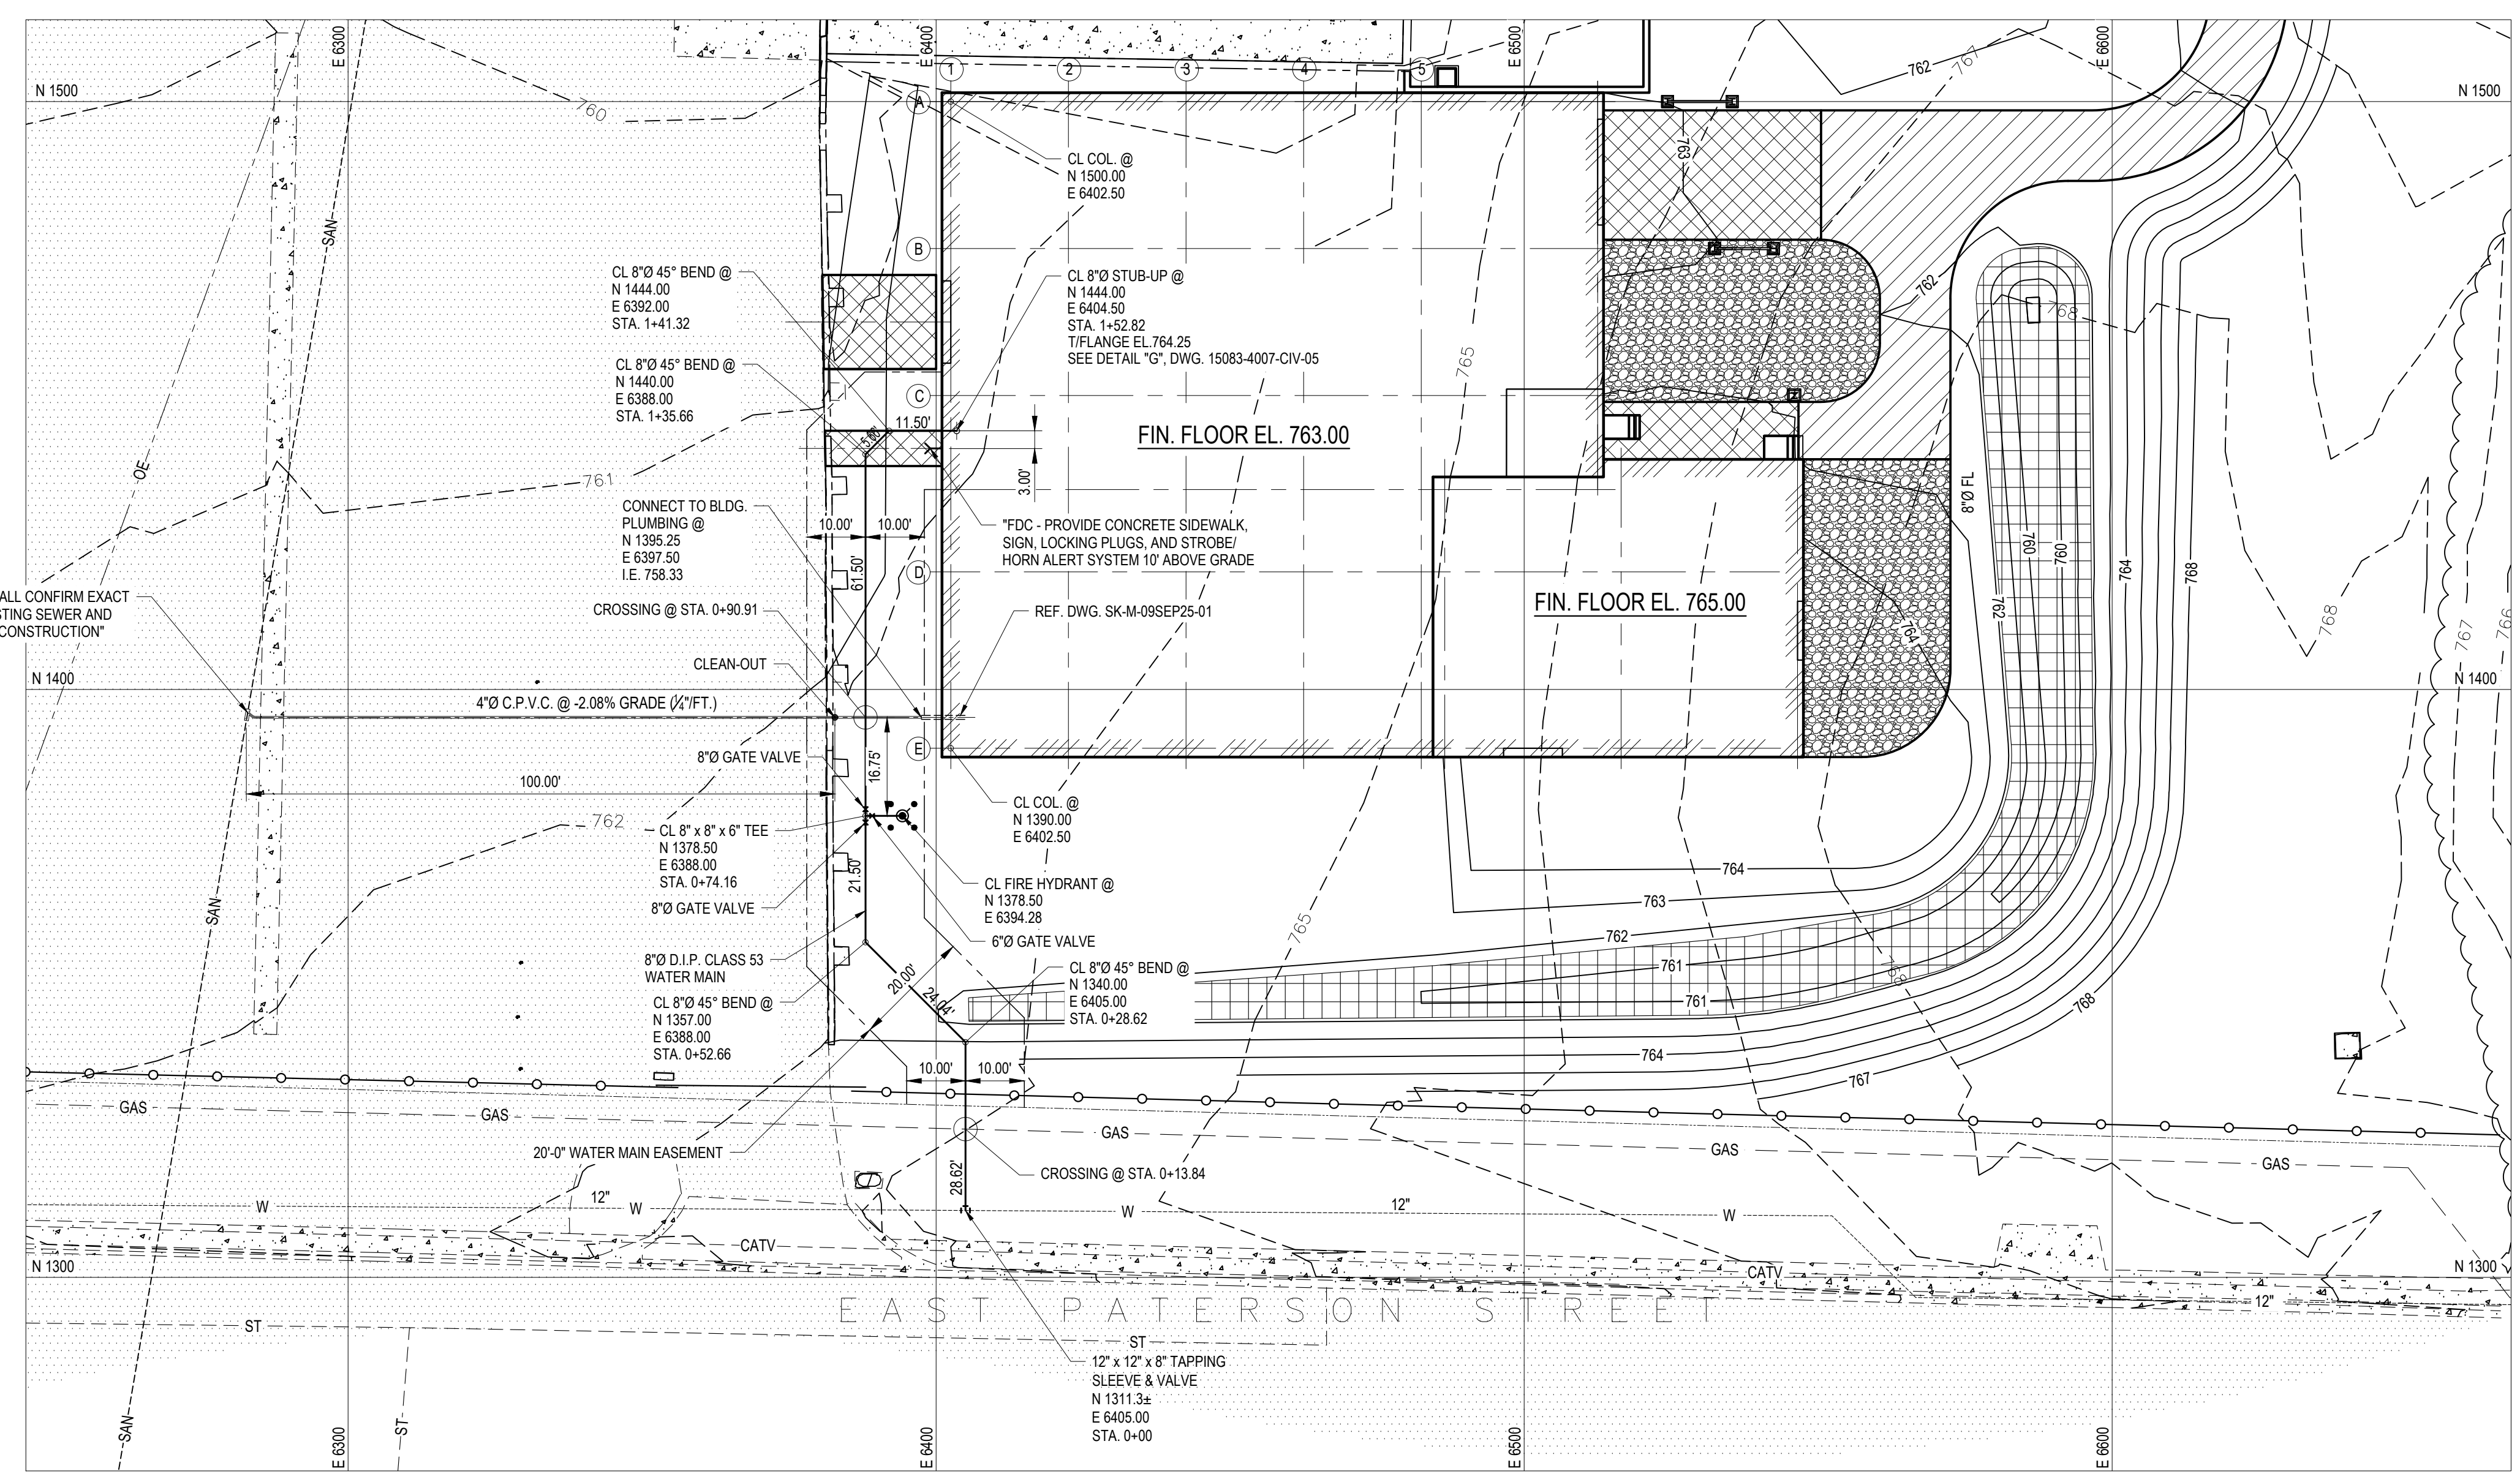 E 6300
E 6400
E 6500
E 6600
N 1500
N 1500
1
2
3
4
5
762
767
760
A
763
CL COL. @
N 1500.00
E 6402.50
SAN
B
CL 8"Ø 45° BEND @
N 1444.00
E 6392.00
STA. 1+41.32
CL 8"Ø STUB-UP @
N 1444.00
E 6404.50
STA. 1+52.82
T/FLANGE EL.764.25
SEE DETAIL "G", DWG. 15083-4007-CIV-05
762
768
765
CL 8"Ø 45° BEND @
N 1440.00
E 6388.00
STA. 1+35.66
C
11.50'
FIN. FLOOR EL. 763.00
OE
761
3.00'
8"Ø FL
CONNECT TO BLDG.
PLUMBING @
N 1395.25
E 6397.50
I.E. 758.33
10.00'
10.00'
"FDC - PROVIDE CONCRETE SIDEWALK,
SIGN, LOCKING PLUGS, AND STROBE/
HORN ALERT SYSTEM 10' ABOVE GRADE
61.50'
D
760
760
764
768
ALL CONFIRM EXACT
STING SEWER AND
CONSTRUCTION"
CROSSING @ STA. 0+90.91
REF. DWG. SK-M-09SEP25-01
FIN. FLOOR EL. 765.00
762
764
768
767
766
CLEAN-OUT
N 1400
N 1400
4"Ø C.P.V.C. @ -2.08% GRADE (¼"/FT.)
E
8"Ø GATE VALVE
16.75'
100.00'
CL COL. @
N 1390.00
E 6402.50
762
CL 8" x 8" x 6" TEE
N 1378.50
E 6388.00
STA. 0+74.16
21.50'
764
CL FIRE HYDRANT @
N 1378.50
E 6394.28
763
SAN
8"Ø GATE VALVE
765
762
6"Ø GATE VALVE
8"Ø D.I.P. CLASS 53
WATER MAIN
761
761
768
CL 8"Ø 45° BEND @
N 1340.00
E 6405.00
STA. 0+28.62
20.00'
24.04'
CL 8"Ø 45° BEND @
N 1357.00
E 6388.00
STA. 0+52.66
764
767
10.00'
10.00'
GAS
GAS
GAS
GAS
GAS
20'-0" WATER MAIN EASEMENT
CROSSING @ STA. 0+13.84
28.62'
W
12"
W
W
12"
W
CATV
CATV
N 1300
N 1300
12"
EAST PATERSON STREET
ST
ST
12" x 12" x 8" TAPPING
SLEEVE & VALVE
N 1311.3±
E 6405.00
STA. 0+00
SAN
ST
E 6300
E 6400
E 6500
E 6600